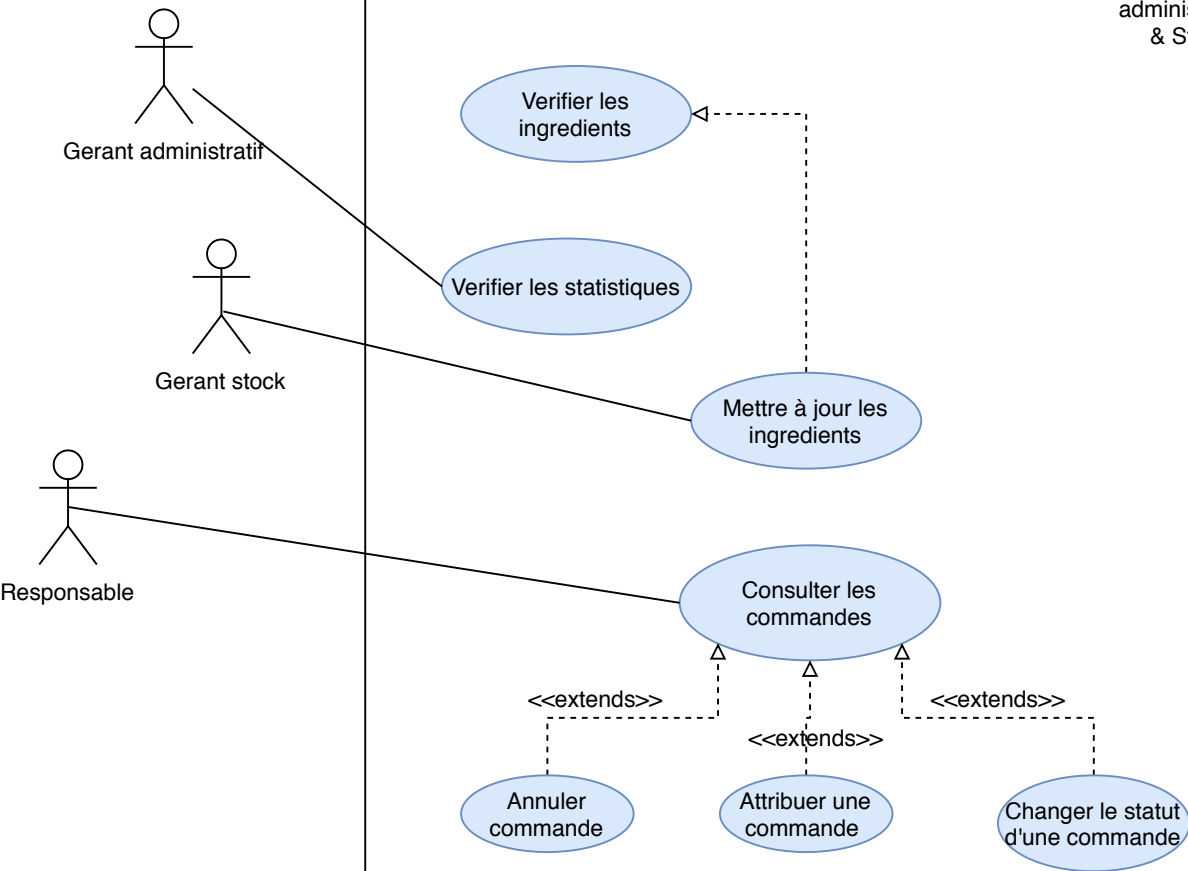 & S
Verifier les
ingredients
Gerant administratif
Verifier les statistiques
Gerant stock
Mettre à jour les
ingredients
Responsable
Consulter les
commandes
<<extends>>
<<extends>>
<<extends>>
Annuler
commande
Attribuer une
commande
Changer le statut
d'une commande